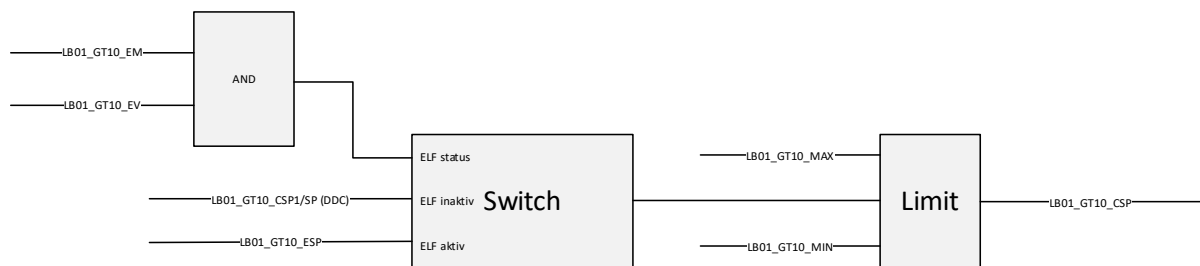 LB01_GT10_EM
AND
LB01_GT10_EV
ELF status
LB01_GT10_MAX
LB01_GT10_CSP1/SP (DDC)
ELF inaktiv
Switch
Limit
LB01_GT10_CSP
LB01_GT10_ESP
ELF aktiv
LB01_GT10_MIN